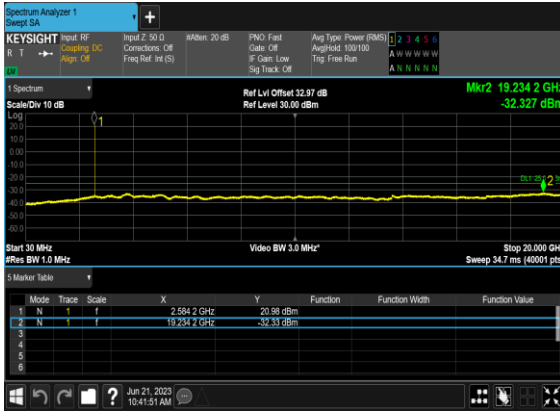 Spectrum Analyzer 1
Swept SA
+
KEYSIGHT Input: RF Input Z: 50 Ω #Atten: 20 dB PNO: Fast Avg Type: Power (RMS) 1 2 3 4 5 6
R T Coupling: DC Corrections: Off Gate: Off Avg|Hold: 100/100 A W W W W W
Align: Off Freq Ref: Int (S) IF Gain: Low Trig: Free Run
LXI Sig Track: Off A N N N N N
1 Spectrum Ref Lvl Offset 32.97 dB Mkr2 19.234 2 GHz
Scale/Div 10 dB Ref Level 30.00 dBm -32.327 dBm
Log
20.0
10.0
0.00
-10.0
-20.0
-30.0
-40.0
-50.0
-60.0
1
2
Start 30 MHz Video BW 3.0 MHz* Stop 20.000 GHz
#Res BW 1.0 MHz Sweep 34.7 ms (40001 pts)
5 Marker Table
Mode Trace Scale X Y Function Function Width Function Value
1 N 1 f 2.584 2 GHz 20.98 dBm
2 N 1 f 19.234 2 GHz -32.33 dBm
3
4
5
6
? Jun 21, 2023
10:41:51 AM